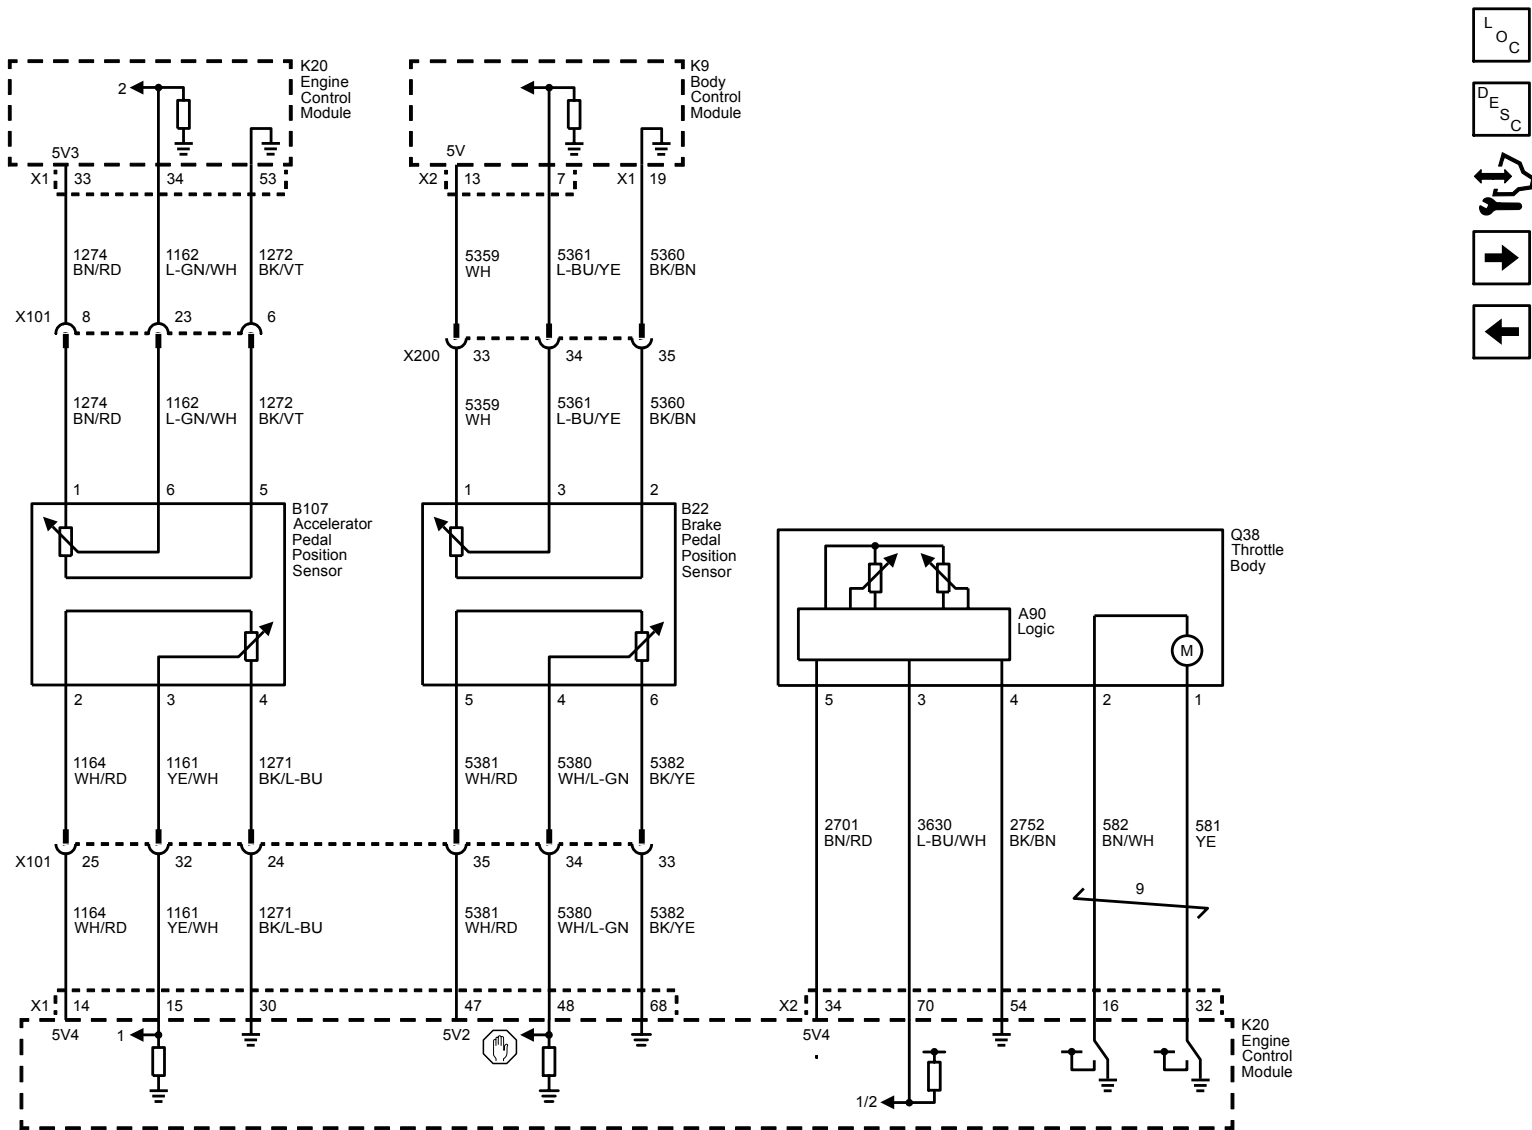 L O C
K20
Engine
Control
Module
K9
Body
Control
Module
2
D E S C
5V3
5V
X1 33 34 53
X2 13 7 X1 19
1274
BN/RD
1162
L-GN/WH
1272
BK/VT
5359
WH
5361
L-BU/YE
5360
BK/BN
X101 8 23 6
X200 33 34 35
1274
BN/RD
1162
L-GN/WH
1272
BK/VT
5359
WH
5361
L-BU/YE
5360
BK/BN
1 6 5
1 3 2
B107
Accelerator
Pedal
Position
Sensor
B22
Brake
Pedal
Position
Sensor
Q38
Throttle
Body
A90
Logic
M
2 3 4
5 4 6
5 3 4 2 1
1164
WH/RD
1161
YE/WH
1271
BK/L-BU
5381
WH/RD
5380
WH/L-GN
5382
BK/YE
2701
BN/RD
3630
L-BU/WH
2752
BK/BN
582
BN/WH
581
YE
X101 25 32 24 35 34 33
9
1164
WH/RD
1161
YE/WH
1271
BK/L-BU
5381
WH/RD
5380
WH/L-GN
5382
BK/YE
X1 14 15 30 47 48 68
X2 34 70 54 16 32
5V4
1
5V2
5V4
K20
Engine
Control
Module
1/2